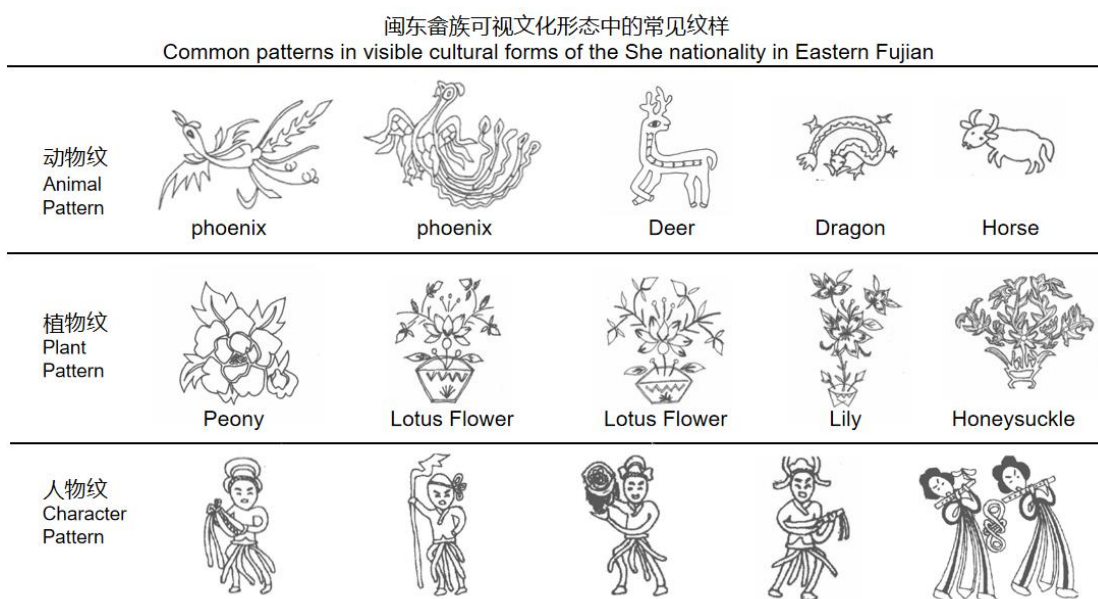 闽东畲族可视文化形态中的常见纹样
Common patterns in visible cultural forms of the She nationality in Eastern Fujian
动物纹
Animal
Pattern
phoenix
phoenix
Deer
Dragon
Horse
植物纹
Plant
Pattern
Peony
Lotus Flower
Lotus Flower
Lily
Honeysuckle
人物纹
Character
Pattern